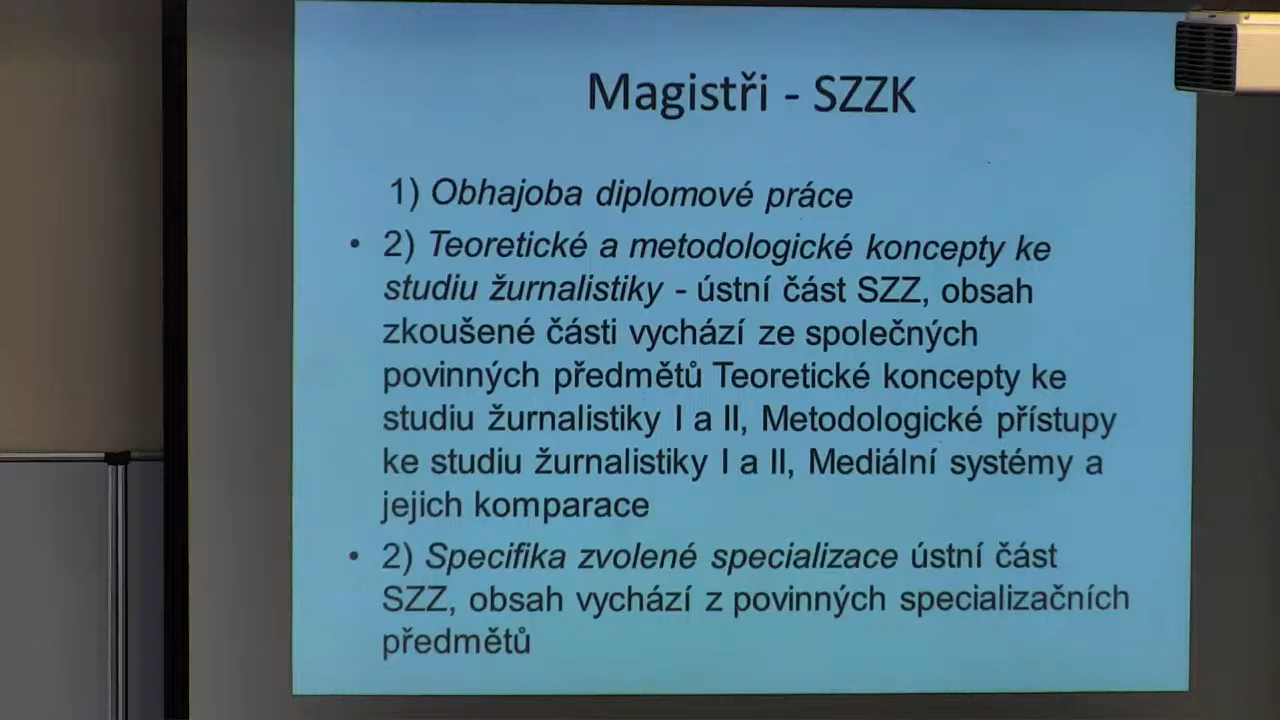 Magistři - SZZK
1) Obhajoba diplomové práce
• 2) Teoretické a metodologické koncepty ke
studiu žurnalistiky - ústní část SZZ, obsah
zkoušené části vychází ze společných
povinných předmětů Teoretické koncepty ke
studiu žurnalistiky I a II, Metodologické přístupy
ke studiu žurnalistiky I a II, Mediální systémy a
jejich komparace
• 2) Specifika zvolené specializace ústní část
SZZ, obsah vychází z povinných specializačních
předmětů